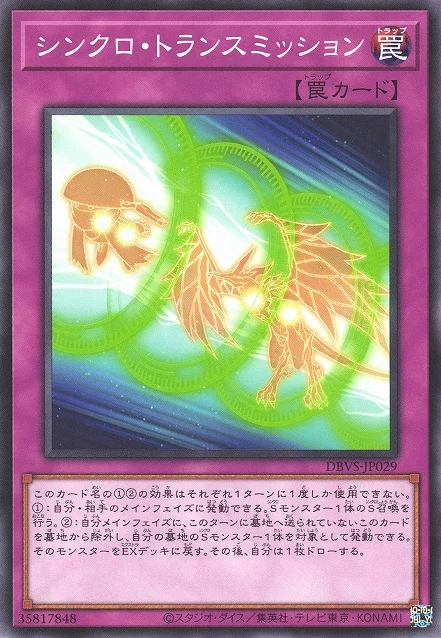 シンクロ・トランスミッション 罠
【罠カード】
DBVS-JP029
このカード名の①②の効果はそれぞれ1ターンに1度しか使用できない。
①:自分・相手のメインフェイズに発動できる。Sモンスター1体のS召喚を
行う。②:自分メインフェイズに、このターンに墓地へ送られていないこのカード
を墓地から除外し、自分の墓地のSモンスター1体を対象として発動できる。
そのモンスターをEXデッキに戻す。その後、自分は1枚ドローする。
35817848 ©スタジオ・ダイス/集英社・テレビ東京・KONAMI